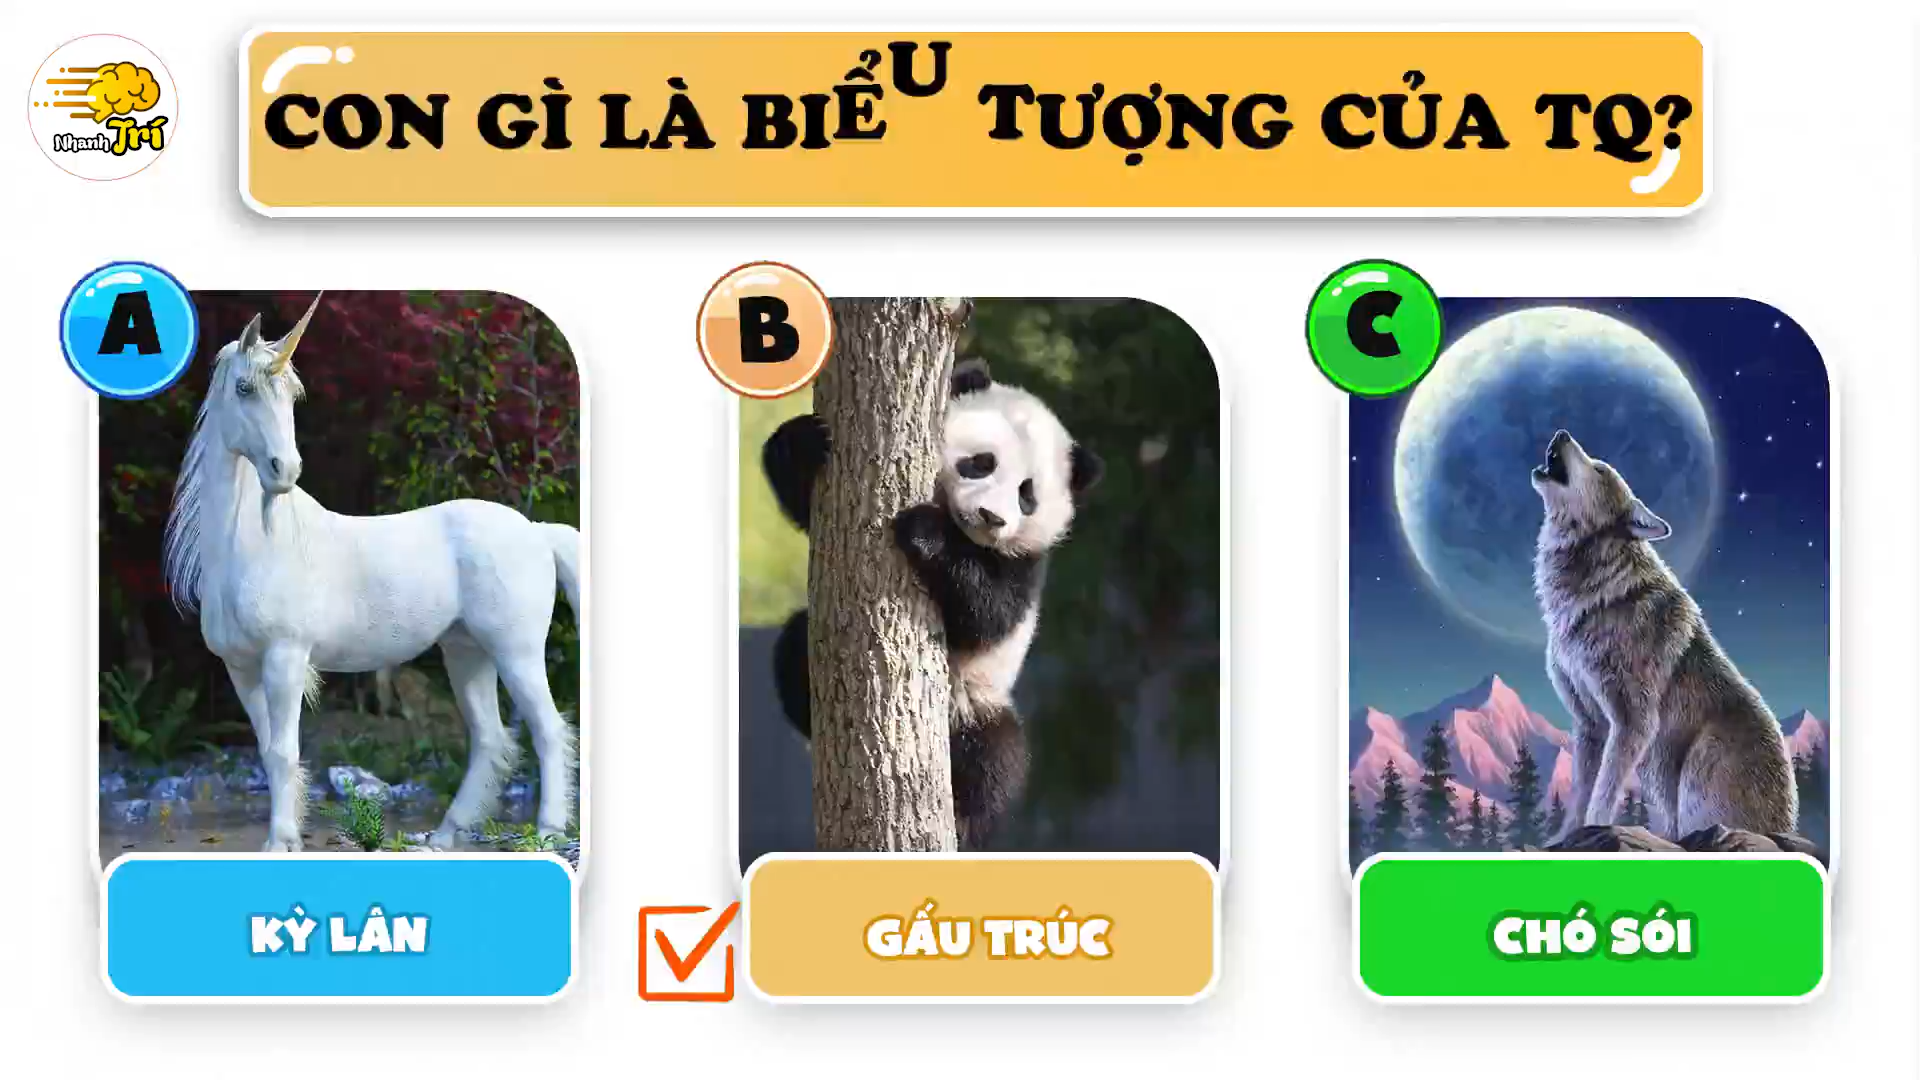 Nhanh Trí
CON GÌ LÀ BIỂU TƯỢNG CỦA TQ?
A
B
C
KỲ LÂN
GẤU TRÚC
CHÓ SÓI